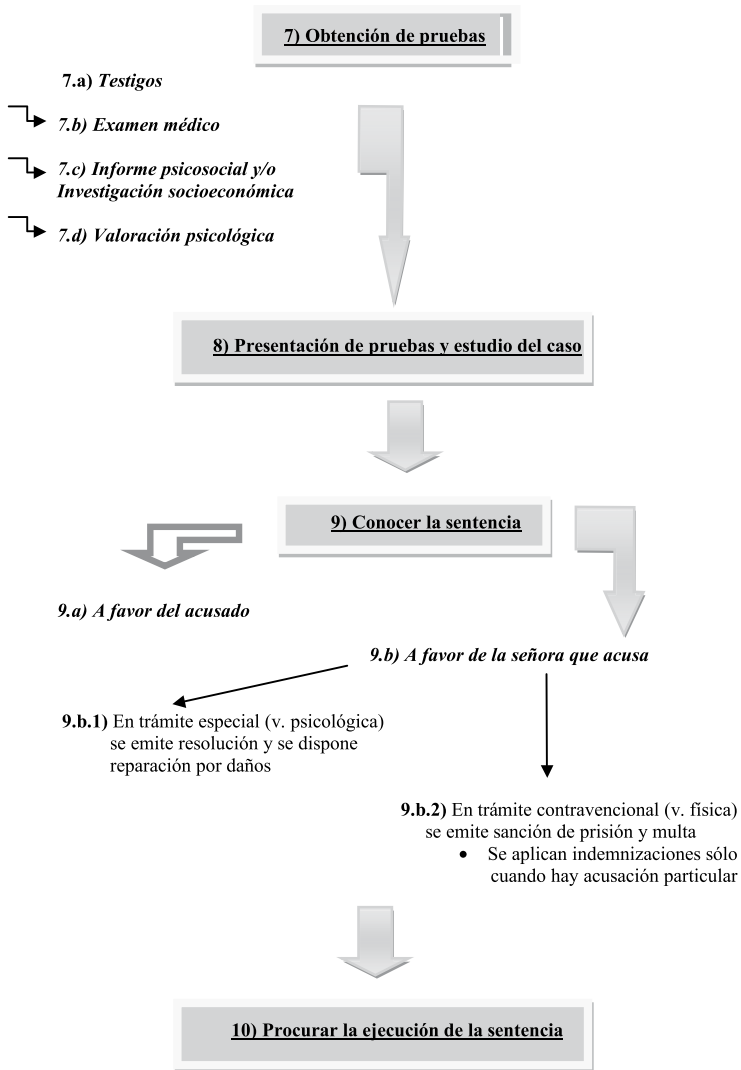 7) Obtención de pruebas
7.a) Testigos
7.b) Examen médico
7.c) Informe psicosocial y/o
Investigación socioeconómica
7.d) Valoración psicológica
8) Presentación de pruebas y estudio del caso
9) Conocer la sentencia
9.a) A favor del acusado
9.b) A favor de la señora que acusa
9.b.1) En trámite especial (v. psicológica)
se emite resolución y se dispone
reparación por daños
9.b.2) En trámite contravencional (v. física)
se emite sanción de prisión y multa
• Se aplican indemnizaciones sólo
cuando hay acusación particular
10) Procurar la ejecución de la sentencia